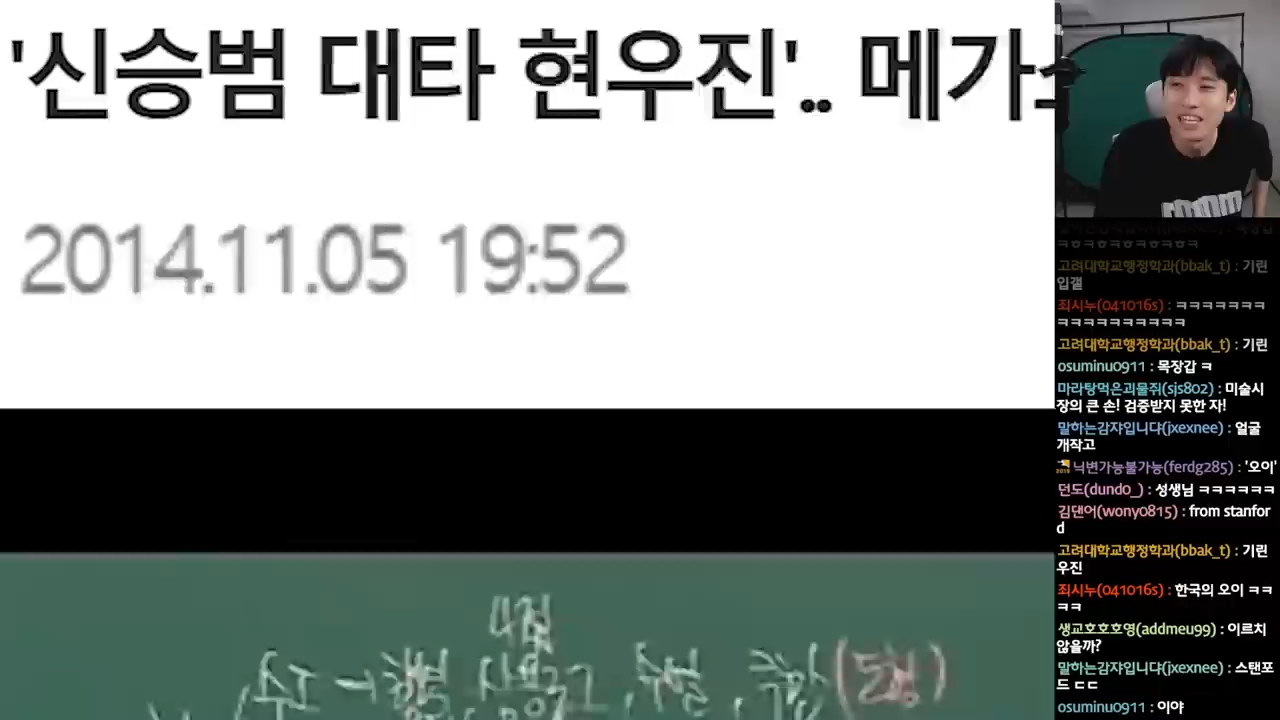 '신승범 대타 현우진'.. 메가
2014.11.05 19:52
ㅋㅎㅋㅎㅋㅎㅋㅎㅋㅎㅋ
고려대학교행정학과(bbak_t) : 기린
입갤
죄시누(041016s) : ㅋㅋㅋㅋㅋㅋㅋ
ㅋㅋㅋㅋㅋㅋㅋㅋㅋㅋ
고려대학교행정학과(bbak_t) : 기린
osuminu0911 : 목장갑 ㅋ
마라탕먹은괴물쥐(sjs802) : 미술시
장의 큰 손! 검증받지 못한 자!
말하는감쟈입니댜(jxexnee) : 얼굴
개작고
닉변가능불가능(ferdg285) : '오이'
던도(dundo_) : 성생님 ㅋㅋㅋㅋㅋㅋ
김댄어(wony0815) : from stanfor
d
고려대학교행정학과(bbak_t) : 기린
우진
죄시누(041016s) : 한국의 오이 ㅋㅋ
ㅋㅋ
생교호호호영(addmeu99) : 이르치
않을까?
말하는감쟈입니댜(jxexnee) : 스탠포
드 ㄷㄷ
osuminu0911 : 이야